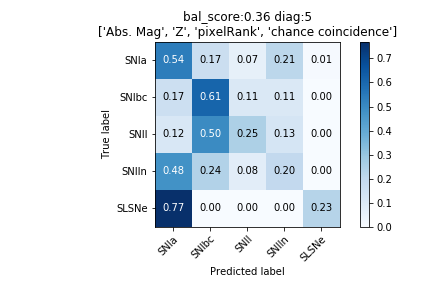 bal_score:0.36 diag:5
['Abs. Mag', 'Z', 'pixelRank', 'chance coincidence']
SNIa 0.54 0.17 0.07 0.21 0.01
SNIbc 0.17 0.61 0.11 0.11 0.00
SNII 0.12 0.50 0.25 0.13 0.00
SNIIn 0.48 0.24 0.08 0.20 0.00
SLSNe 0.77 0.00 0.00 0.00 0.23
True label
SNIa SNIbc SNII SNIIn SLSNe
Predicted label
0.7
0.6
0.5
0.4
0.3
0.2
0.1
0.0